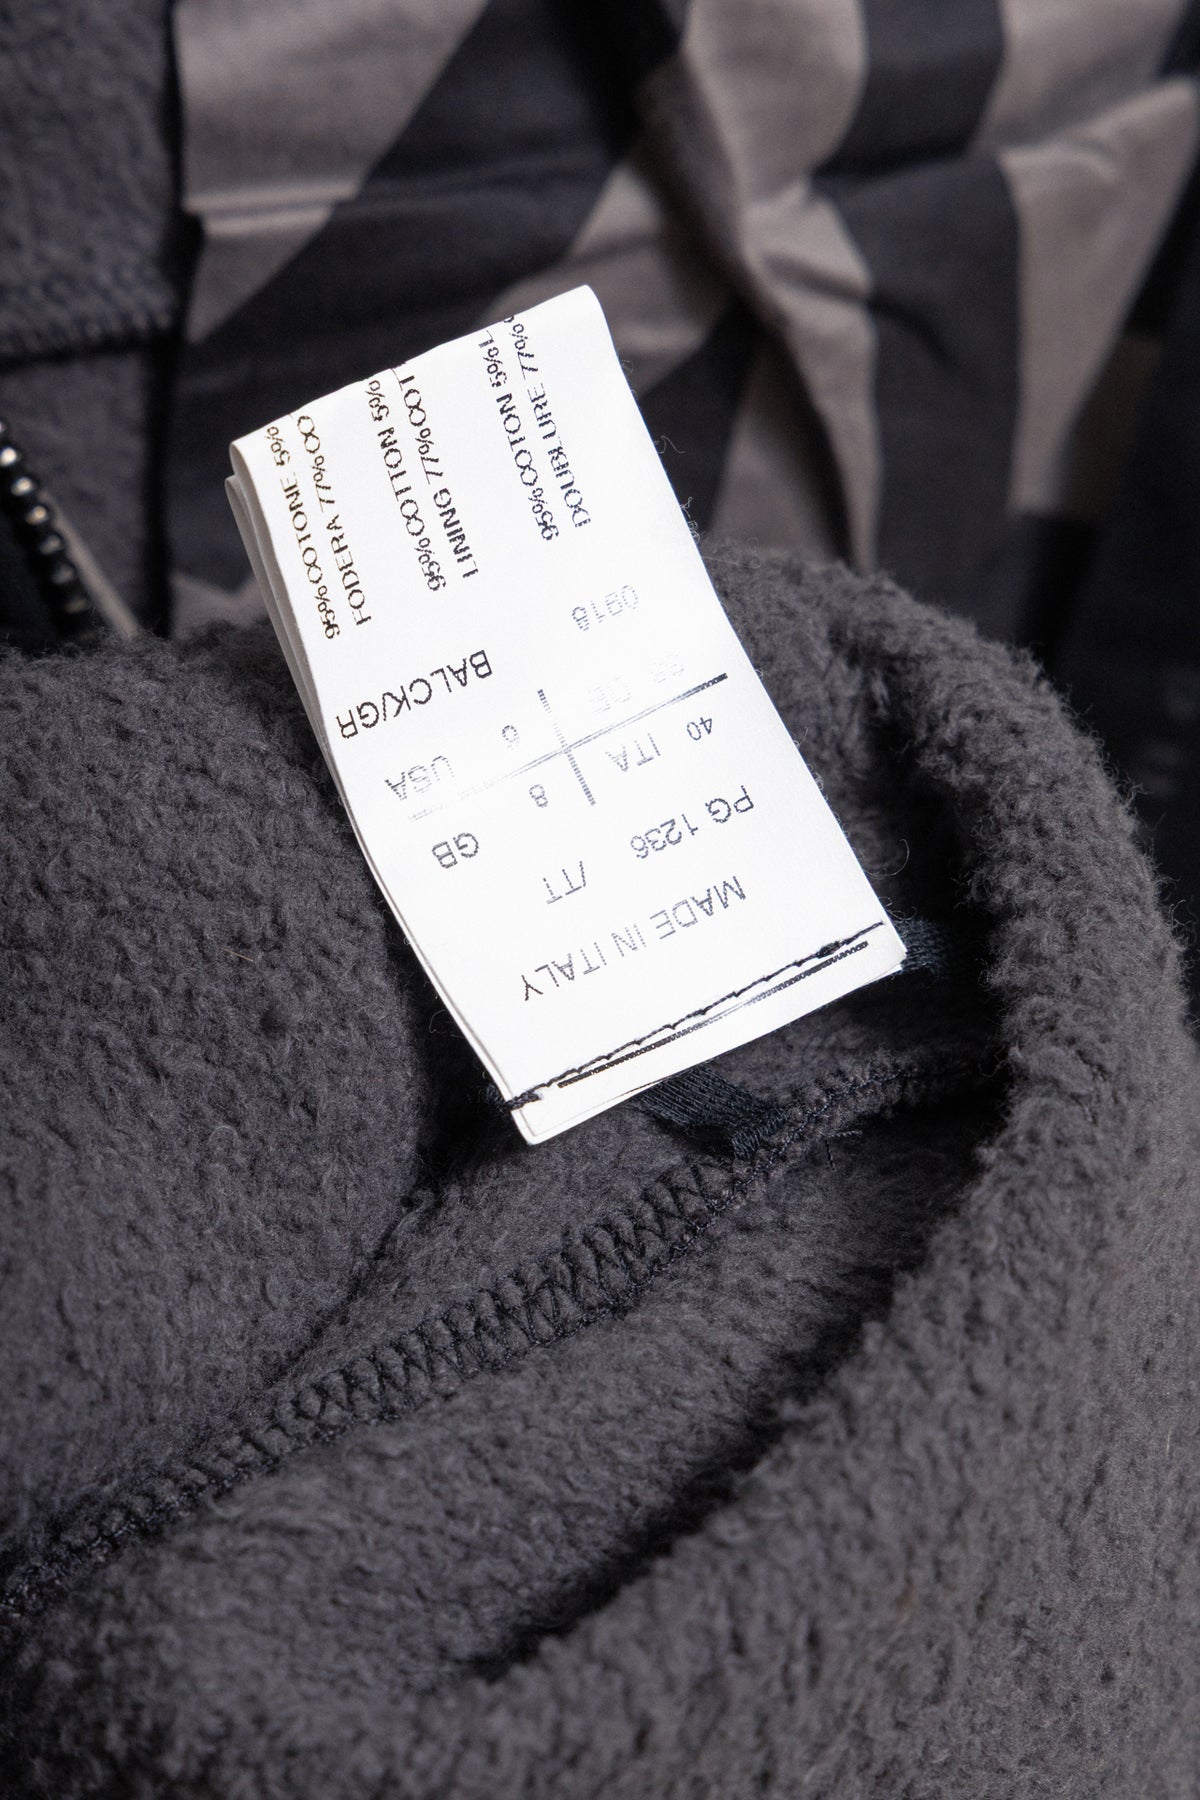 MADE IN ITALY
PG 1236 /TT
40 ITA 8 GB
6 USA
0918 BALCK/GR
95%COTONE 5%
FODERA 77%CO
95%COTTON 5%
LINING 77%COT
95%COTON 5%L
DOUBLURE 77%